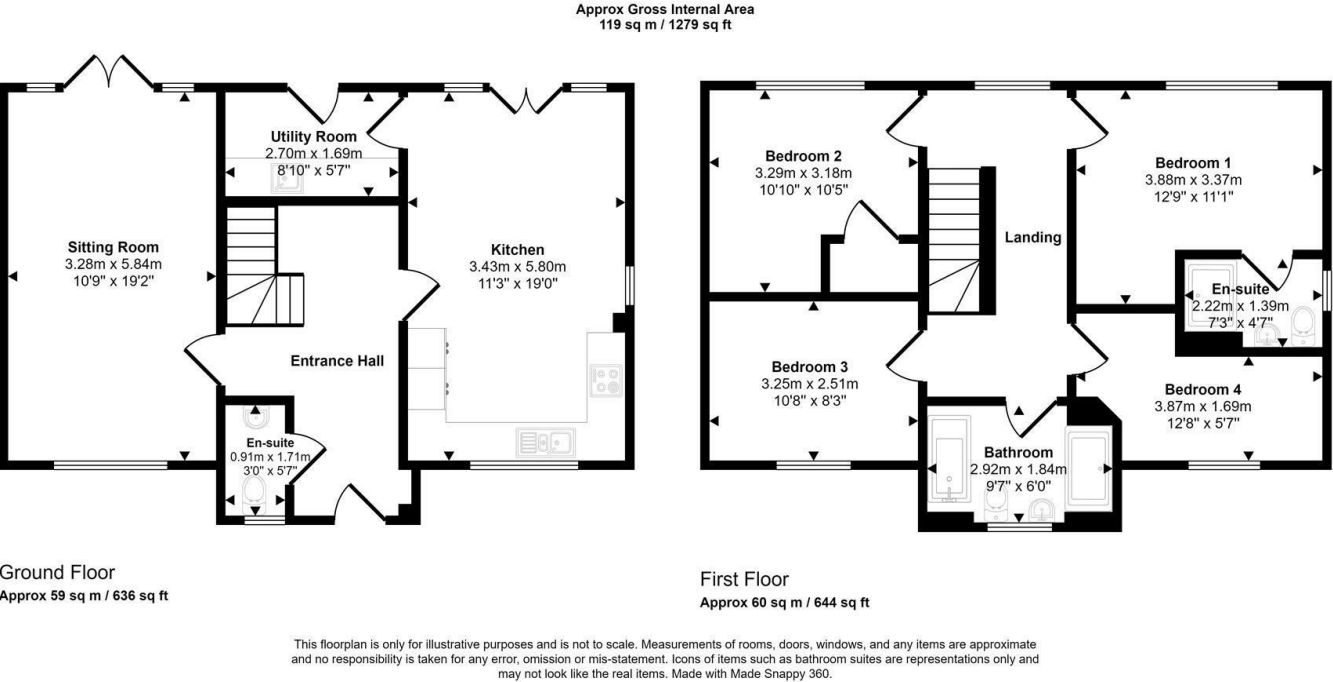 Approx Gross Internal Area
119 sq m / 1279 sq ft
Utility Room
2.70m x 1.69m
8'10" x 5'7"
Sitting Room
3.28m x 5.84m
10'9" x 19'2"
Kitchen
3.43m x 5.80m
11'3" x 19'0"
Entrance Hall
En-suite
0.91m x 1.71m
3'0" x 5'7"
Bedroom 2
3.29m x 3.18m
10'10" x 10'5"
Bedroom 1
3.88m x 3.37m
12'9" x 11'1"
Landing
En-suite
2.22m x 1.39m
7'3" x 4'7"
Bedroom 3
3.25m x 2.51m
10'8" x 8'3"
Bedroom 4
3.87m x 1.69m
12'8" x 5'7"
Bathroom
2.92m x 1.84m
9'7" x 6'0"
Ground Floor
Approx 59 sq m / 636 sq ft
First Floor
Approx 60 sq m / 644 sq ft
This floorplan is only for illustrative purposes and is not to scale. Measurements of rooms, doors, windows, and any items are approximate
and no responsibility is taken for any error, omission or mis-statement. Icons of items such as bathroom suites are representations only and
may not look like the real items. Made with Made Snappy 360.